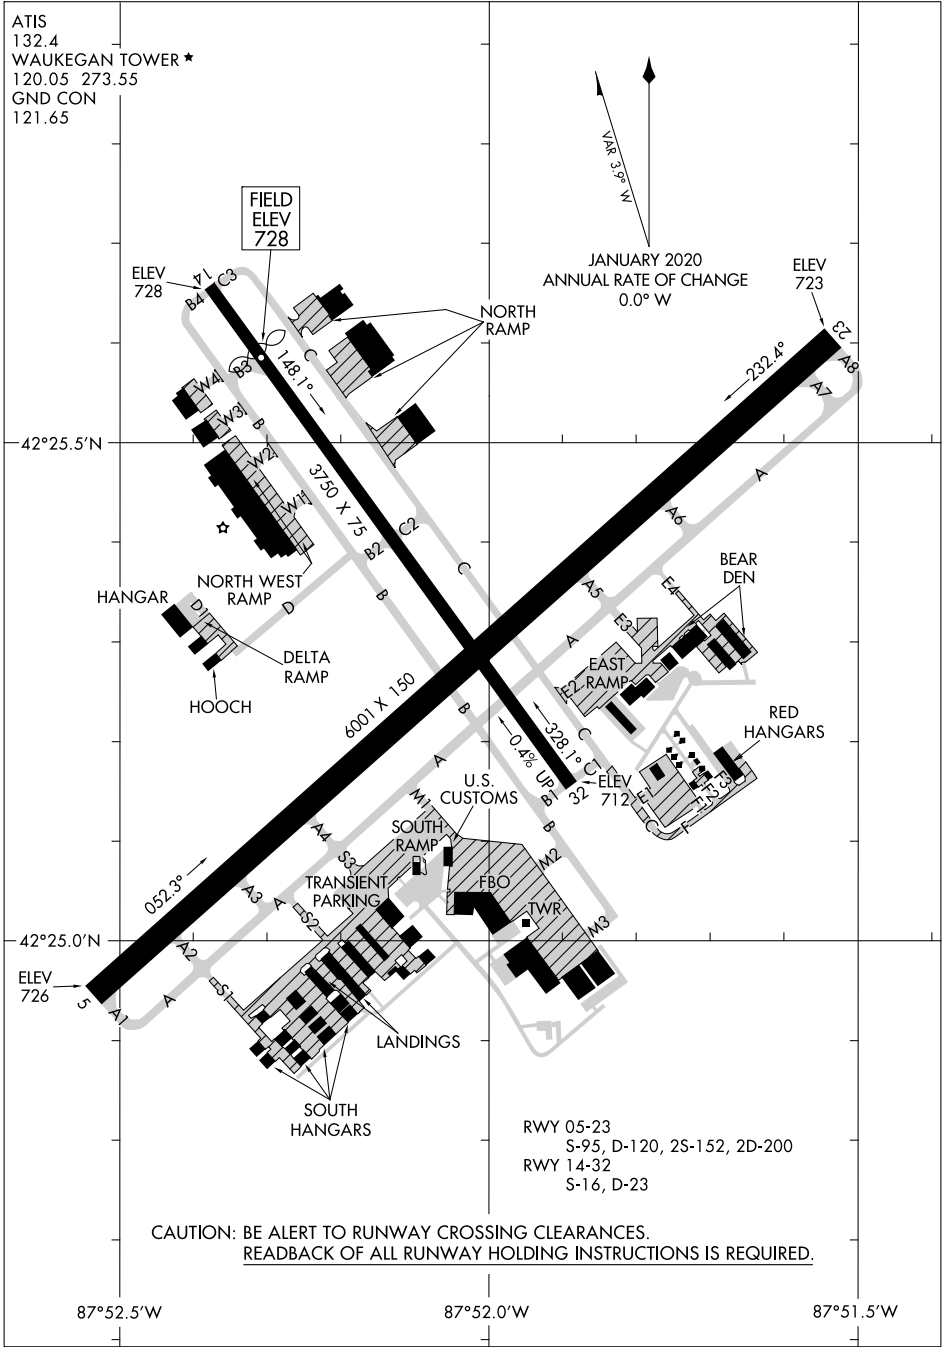 ATIS
132.4
WAUKEGAN TOWER ★
120.05 273.55
GND CON
121.65
VAR 3.9° W
JANUARY 2020
ANNUAL RATE OF CHANGE
0.0° W
FIELD
ELEV
728
ELEV
728
14
C3
B4
ELEV
723
23
A8
A7
NORTH
RAMP
C
148.1°
B3
232.4°
W4
W3
W2
W1
B
42°25.5'N
3750 X 75
A
A6
C2
B2
C
BEAR
DEN
NORTH WEST
RAMP
HANGAR
D1
D
B
A5
E4
E3
A
DELTA
RAMP
HOOCH
EAST
RAMP
E2
6001 X 150
B
C
RED
HANGARS
328.1°
0.4% UP
A
C1
ELEV
712
32
B1
E1
F3
F2
F1
F
C
U.S.
CUSTOMS
M1
SOUTH
RAMP
B
M2
A4
S3
TRANSIENT
PARKING
FBO
TWR
M3
052.3°
A3
A
S2
42°25.0'N
A2
S1
ELEV
726
5
A1
A
LANDINGS
SOUTH
HANGARS
RWY 05-23
S-95, D-120, 2S-152, 2D-200
RWY 14-32
S-16, D-23
CAUTION: BE ALERT TO RUNWAY CROSSING CLEARANCES.
READBACK OF ALL RUNWAY HOLDING INSTRUCTIONS IS REQUIRED.
87°52.5'W
87°52.0'W
87°51.5'W